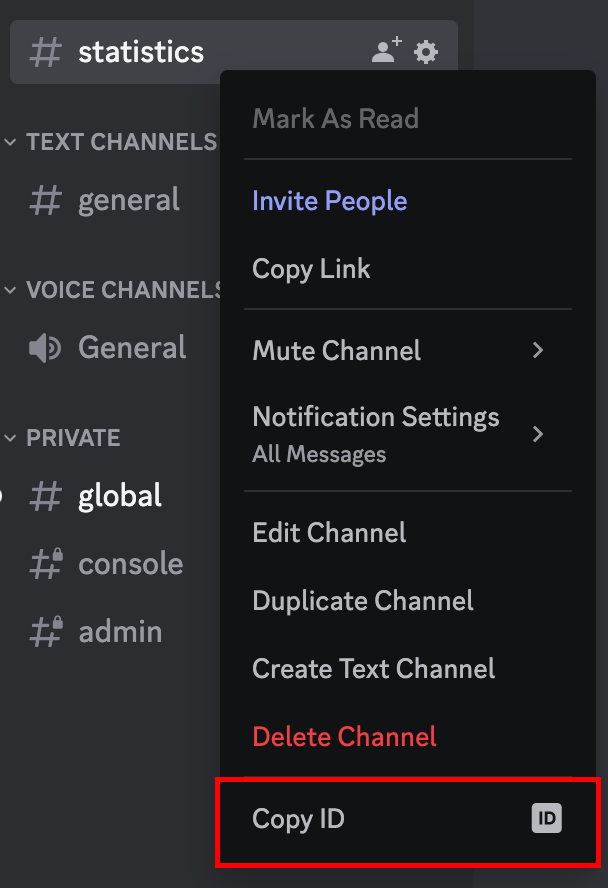 statistics
Mark As Read
TEXT CHANNELS
general
Invite People
Copy Link
VOICE CHANNELS
General
Mute Channel
Notification Settings
All Messages
PRIVATE
global
console
admin
Edit Channel
Duplicate Channel
Create Text Channel
Delete Channel
Copy ID
ID